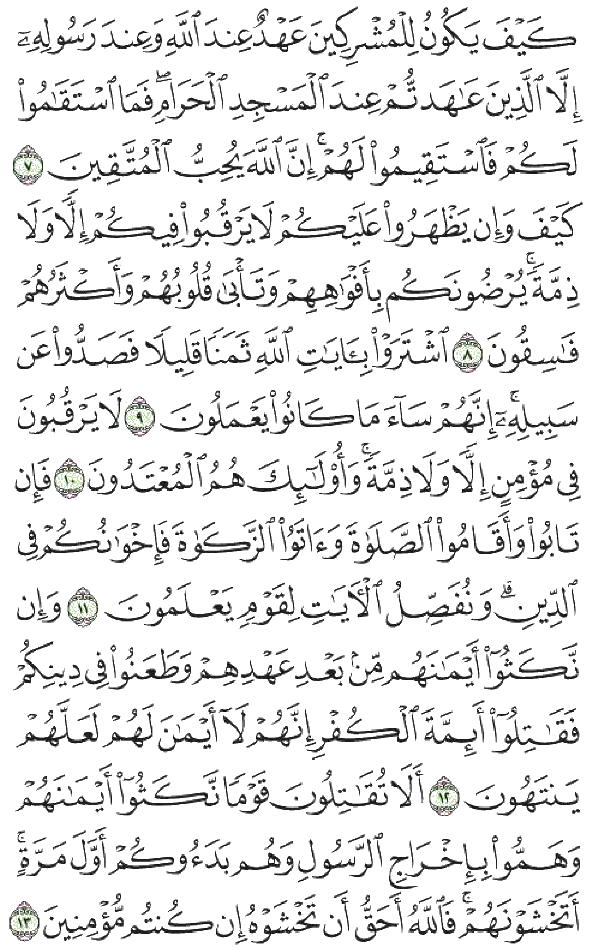 كَيْفَ يَكُونُ لِلْمُشْرِكِينَ عَهْدٌ عِندَ ٱللَّهِ وَعِندَ رَسُولِهِۦٓ
إِلَّا ٱلَّذِينَ عَٰهَدتُّمْ عِندَ ٱلْمَسْجِدِ ٱلْحَرَامِ ۖ فَمَا ٱسْتَقَٰمُوا۟
لَكُمْ فَٱسْتَقِيمُوا۟ لَهُمْ ۚ إِنَّ ٱللَّهَ يُحِبُّ ٱلْمُتَّقِينَ ٧
كَيْفَ وَإِن يَظْهَرُوا۟ عَلَيْكُمْ لَا يَرْقُبُوا۟ فِيكُمْ إِلًّا وَلَا
ذِمَّةً ۚ يُرْضُونَكُم بِأَفْوَٰهِهِمْ وَتَأْبَىٰ قُلُوبُهُمْ وَأَكْثَرُهُمْ
فَٰسِقُونَ ٨ ٱشْتَرَوْا۟ بِـَٔايَٰتِ ٱللَّهِ ثَمَنًا قَلِيلًا فَصَدُّوا۟ عَن
سَبِيلِهِۦٓ ۚ إِنَّهُمْ سَآءَ مَا كَانُوا۟ يَعْمَلُونَ ٩ لَا يَرْقُبُونَ
فِى مُؤْمِنٍ إِلًّا وَلَا ذِمَّةً ۚ وَأُو۟لَٰٓئِكَ هُمُ ٱلْمُعْتَدُونَ ١٠ فَإِن
تَابُوا۟ وَأَقَامُوا۟ ٱلصَّلَوٰةَ وَءَاتَوُا۟ ٱلزَّكَوٰةَ فَإِخْوَٰنُكُمْ فِى
ٱلدِّينِ ۗ وَنُفَصِّلُ ٱلْـَٔايَٰتِ لِقَوْمٍ يَعْلَمُونَ ١١ وَإِن
نَّكَثُوٓا۟ أَيْمَٰنَهُم مِّنۢ بَعْدِ عَهْدِهِمْ وَطَعَنُوا۟ فِى دِينِكُمْ
فَقَٰتِلُوٓا۟ أَئِمَّةَ ٱلْكُفْرِ ۙ إِنَّهُمْ لَآ أَيْمَٰنَ لَهُمْ لَعَلَّهُمْ
يَنتَهُونَ ١٢ أَلَا تُقَٰتِلُونَ قَوْمًا نَّكَثُوٓا۟ أَيْمَٰنَهُمْ
وَهَمُّوا۟ بِإِخْرَاجِ ٱلرَّسُولِ وَهُم بَدَءُوكُمْ أَوَّلَ مَرَّةٍ ۚ
أَتَخْشَوْنَهُمْ ۚ فَٱللَّهُ أَحَقُّ أَن تَخْشَوْهُ إِن كُنتُم مُّؤْمِنِينَ ١٣